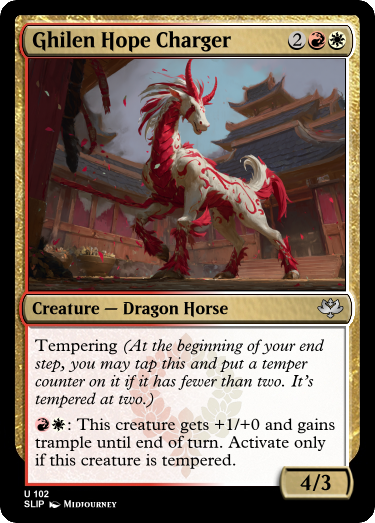 Ghilen Hope Charger 2
Creature — Dragon Horse
Tempering (At the beginning of your end
step, you may tap this and put a temper
counter on it if it has fewer than two. It's
tempered at two.)
: This creature gets +1/+0 and gains
trample until end of turn. Activate only
if this creature is tempered.
4/3
U 102
SLIP Midjourney